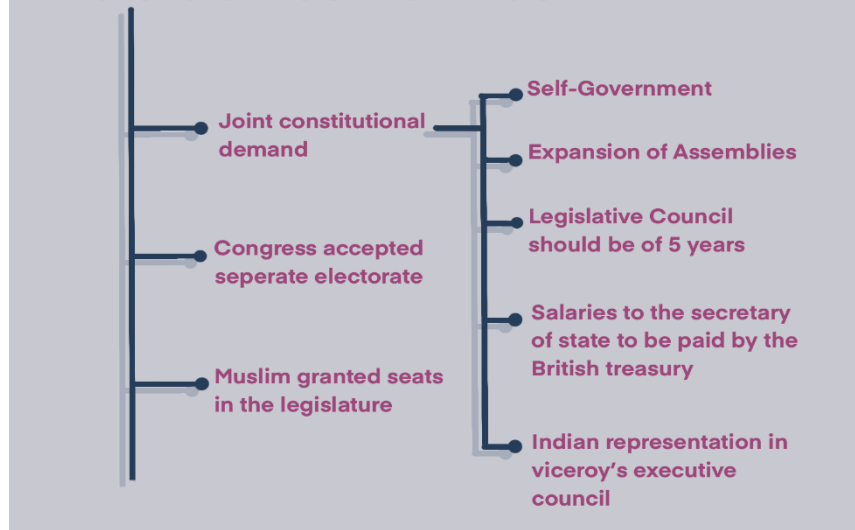 Joint constitutional
demand
Self-Government
Expansion of Assemblies
Legislative Council
should be of 5 years
Salaries to the secretary
of state to be paid by the
British treasury
Indian representation in
viceroy's executive
council
Congress accepted
seperate electorate
Muslim granted seats
in the legislature